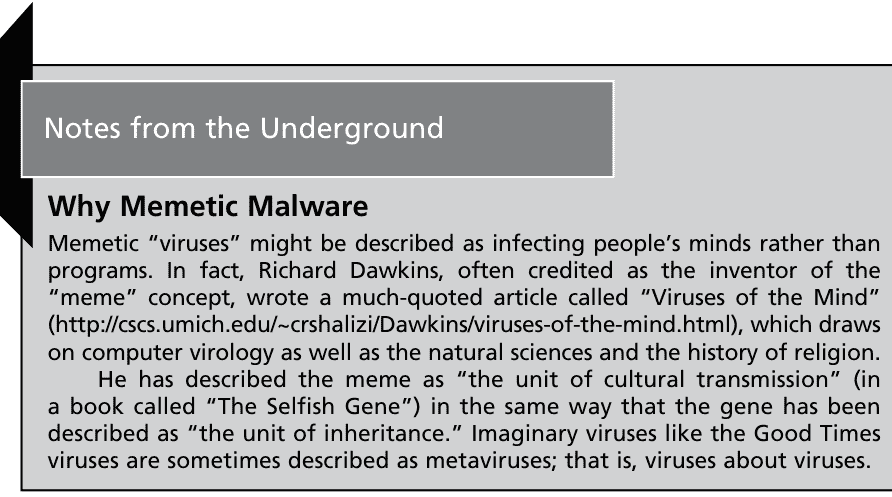 Notes from the Underground
Why Memetic Malware
Memetic “viruses” might be described as infecting people’s minds rather than
programs. In fact, Richard Dawkins, often credited as the inventor of the
“meme” concept, wrote a much-quoted article called “Viruses of the Mind”
(http://cscs.umich.edu/~crshalizi/Dawkins/viruses-of-the-mind.html), which draws
on computer virology as well as the natural sciences and the history of religion.
He has described the meme as “the unit of cultural transmission” (in
a book called “The Selfish Gene”) in the same way that the gene has been
described as “the unit of inheritance.” Imaginary viruses like the Good Times
viruses are sometimes described as metaviruses; that is, viruses about viruses.